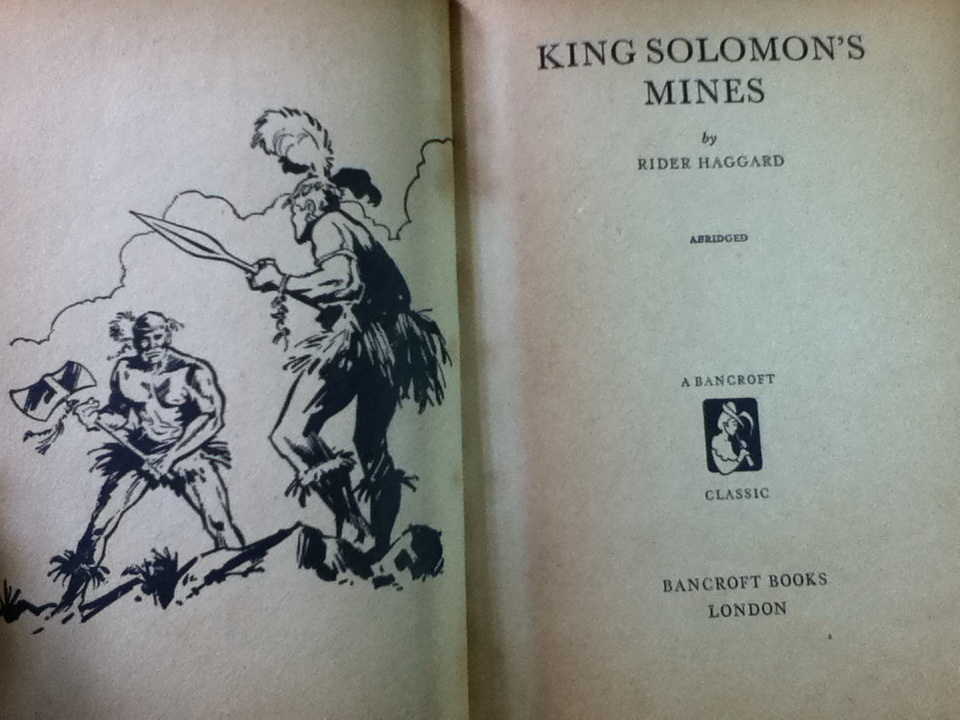 KING SOLOMON'S
MINES
by
RIDER HAGGARD
ABRIDGED
A BANCROFT
CLASSIC
BANCROFT BOOKS
LONDON